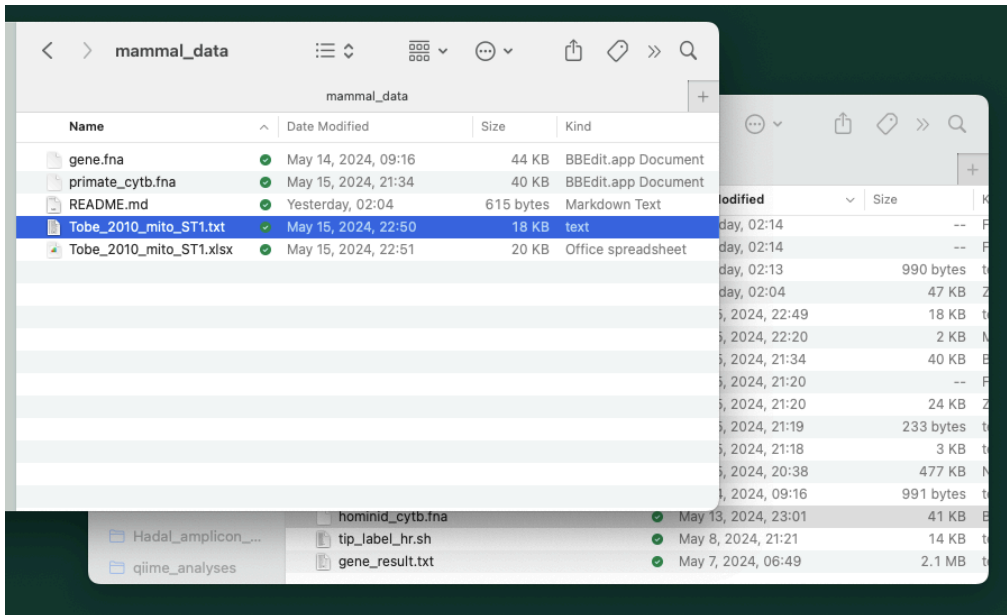 mammal_data
mammal_data
Name Date Modified Size Kind
gene.fna May 14, 2024, 09:16 44 KB BBEdit.app Document
primate_cytb.fna May 15, 2024, 21:34 40 KB BBEdit.app Document
README.md Yesterday, 02:04 615 bytes Markdown Text
Tobe_2010_mito_ST1.txt May 15, 2024, 22:50 18 KB text
Tobe_2010_mito_ST1.xlsx May 15, 2024, 22:51 20 KB Office spreadsheet
odified Size K
day, 02:14 -- F
day, 02:14 -- F
day, 02:13 990 bytes t
day, 02:04 47 KB Z
5, 2024, 22:49 18 KB t
5, 2024, 22:20 2 KB M
5, 2024, 21:34 40 KB B
5, 2024, 21:20 -- F
5, 2024, 21:20 24 KB Z
5, 2024, 21:19 233 bytes t
5, 2024, 21:18 3 KB t
5, 2024, 20:38 477 KB N
, 2024, 09:16 991 bytes t
hominid_cytb.fna May 13, 2024, 23:01 41 KB B
Hadal_amplicon_... tip_label_hr.sh May 8, 2024, 21:21 14 KB t
qiime_analyses gene_result.txt May 7, 2024, 06:49 2.1 MB t